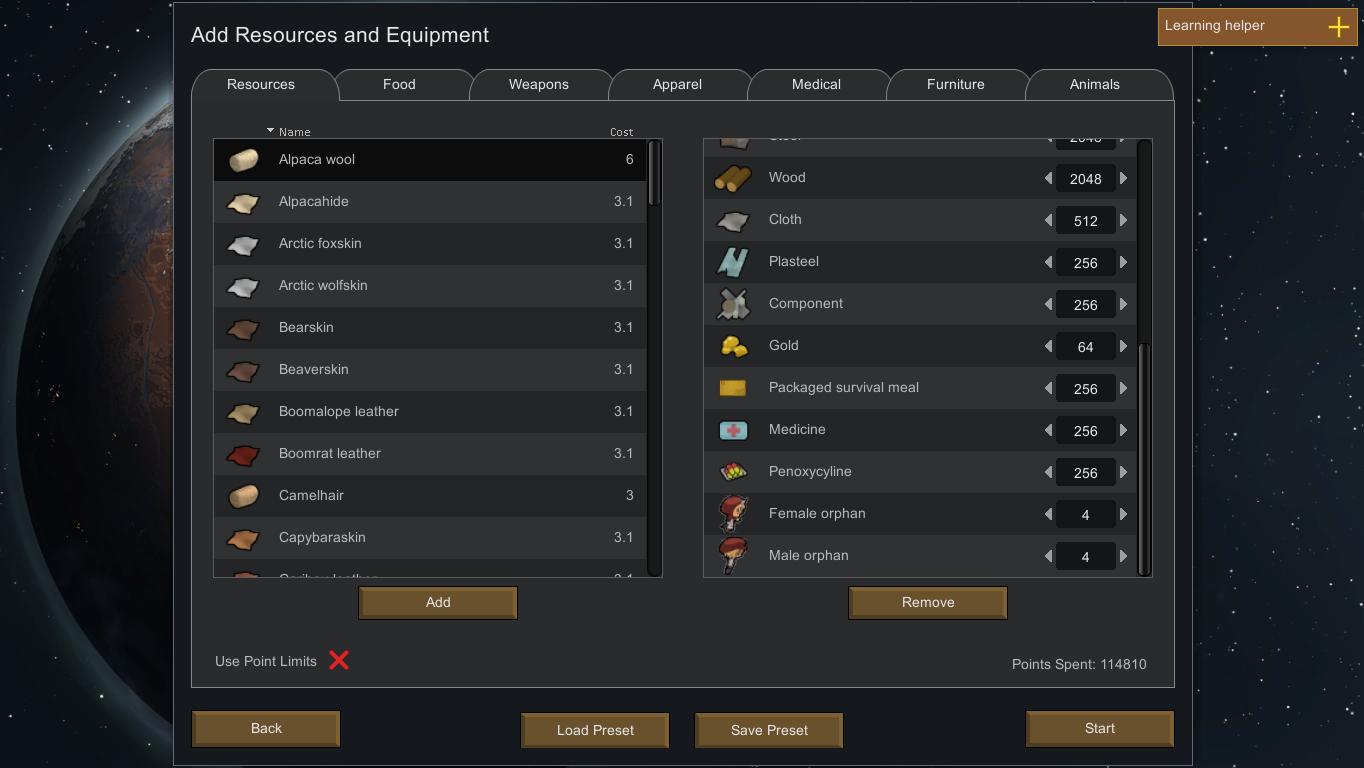 Learning helper
Add Resources and Equipment
Resources Food Weapons Apparel Medical Furniture Animals
Name Cost
Alpaca wool 6
Alpacahide 3.1
Arctic foxskin 3.1
Arctic wolfskin 3.1
Bearskin 3.1
Beaverskin 3.1
Boomalope leather 3.1
Boomrat leather 3.1
Camelhair 3
Capybaraskin 3.1
Wood 2048
Cloth 512
Plasteel 256
Component 256
Gold 64
Packaged survival meal 256
Medicine 256
Penoxycyline 256
Female orphan 4
Male orphan 4
Add
Remove
Use Point Limits
Points Spent: 114810
Back
Load Preset
Save Preset
Start